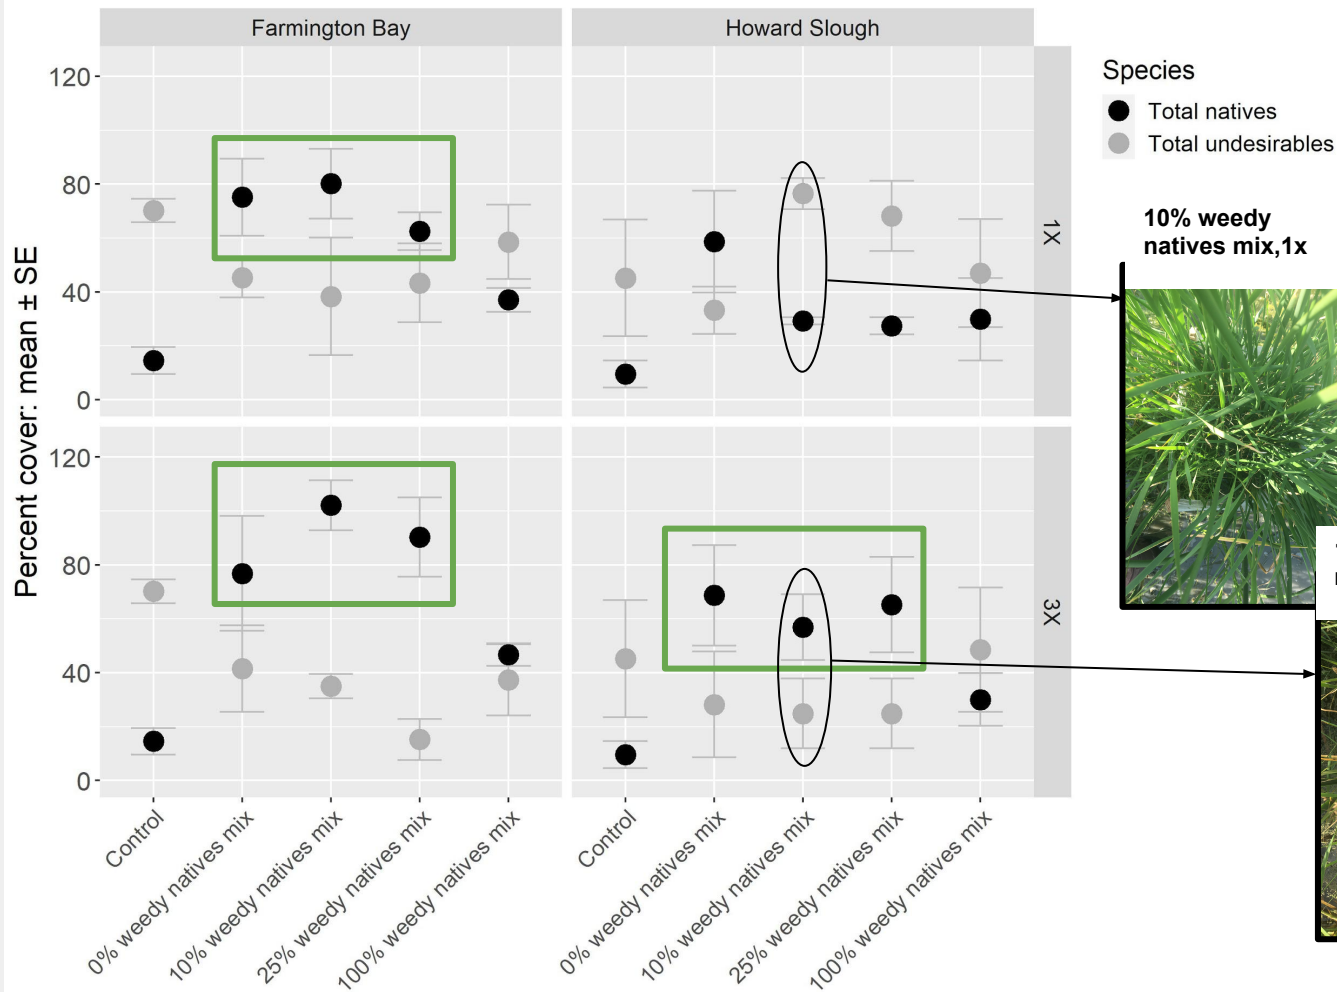 Farmington Bay
Howard Slough
120
80
40
0
1X
120
80
40
0
3X
Percent cover: mean ± SE
Control
0% weedy natives mix
10% weedy natives mix
25% weedy natives mix
100% weedy natives mix
Control
0% weedy natives mix
10% weedy natives mix
25% weedy natives mix
100% weedy natives mix
Species
Total natives
Total undesirables
10% weedy
natives mix,1x